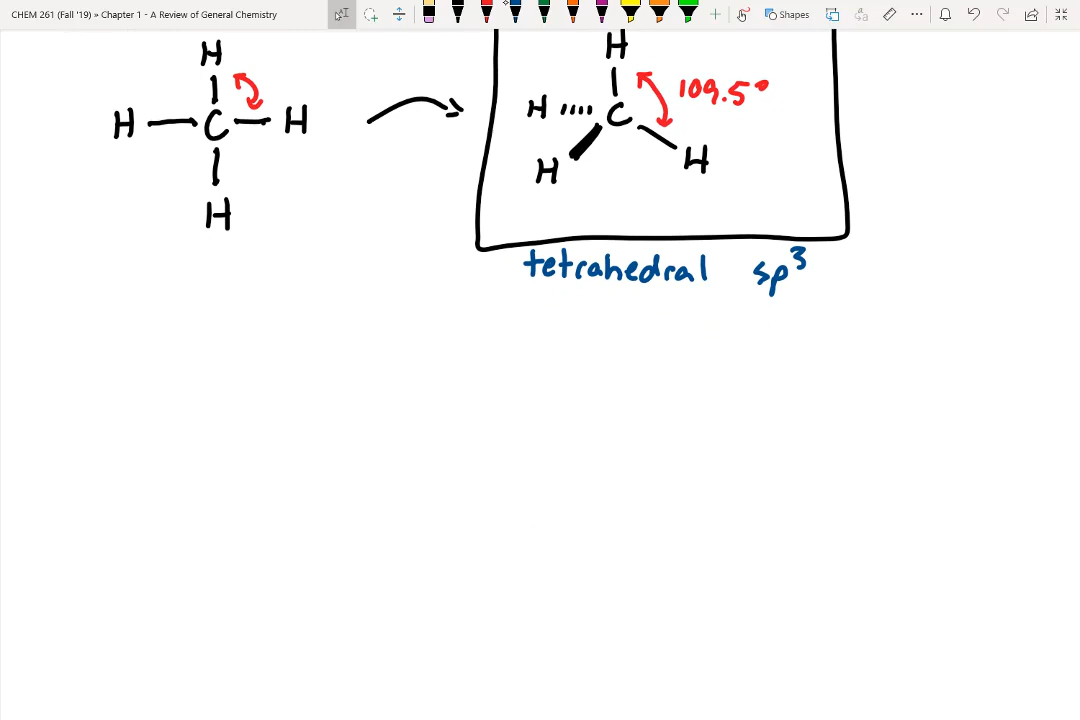 CHEM 261 (Fall '19) » Chapter 1 - A Review of General Chemistry
Shapes
H
H C H
H
H
H C 109.5°
H H
tetrahedral sp³